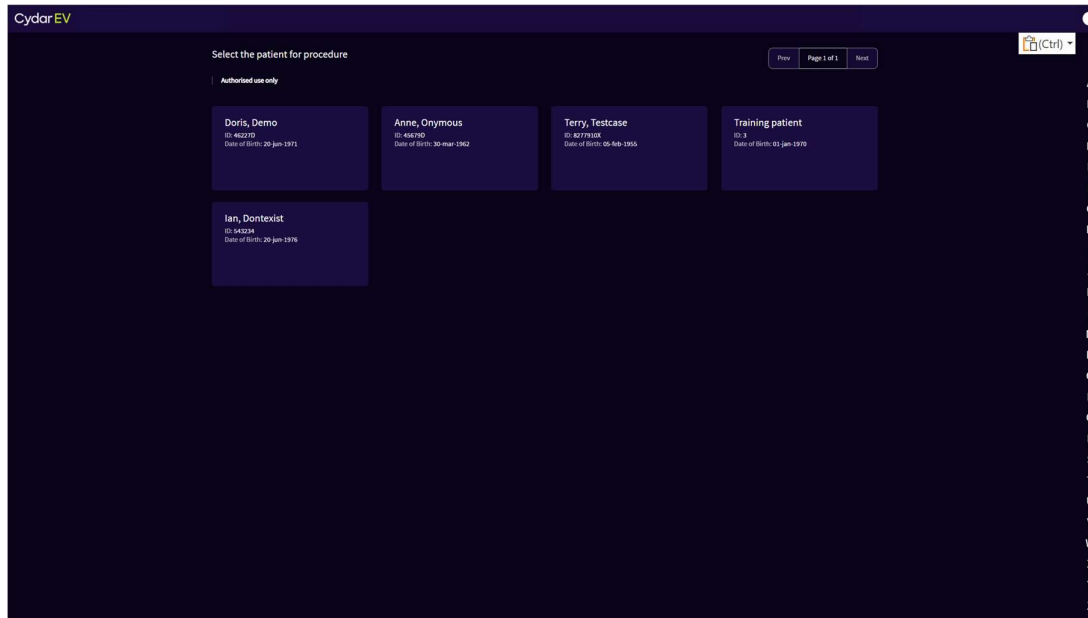 Cydar EV
(Ctrl)
Select the patient for procedure
Prev Page 1 of 1 Next
Authorised use only
Doris, Demo
ID: 46227D
Date of Birth: 20-jun-1971
Anne, Onymous
ID: 45679D
Date of Birth: 30-mar-1962
Terry, Testcase
ID: 8277910X
Date of Birth: 05-feb-1955
Training patient
ID: 3
Date of Birth: 01-jan-1970
Ian, Dontexist
ID: 543234
Date of Birth: 20-jun-1976